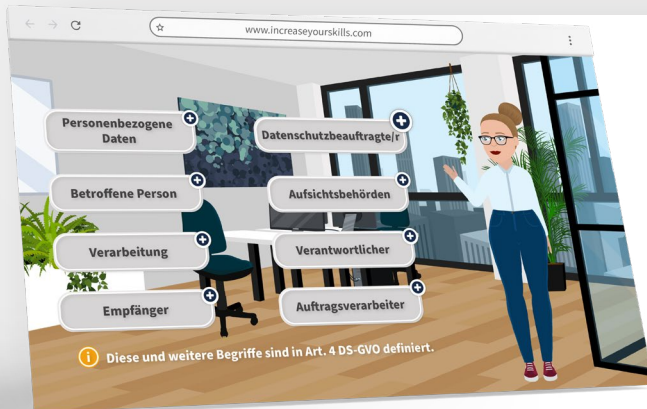 www.increaseyourskills.com
Personenbezogene
Daten
Datenschutzbeauftragte/r
Betroffene Person
Aufsichtsbehörden
Verarbeitung
Verantwortlicher
Empfänger
Auftragsverarbeiter
Diese und weitere Begriffe sind in Art. 4 DS-GVO definiert.